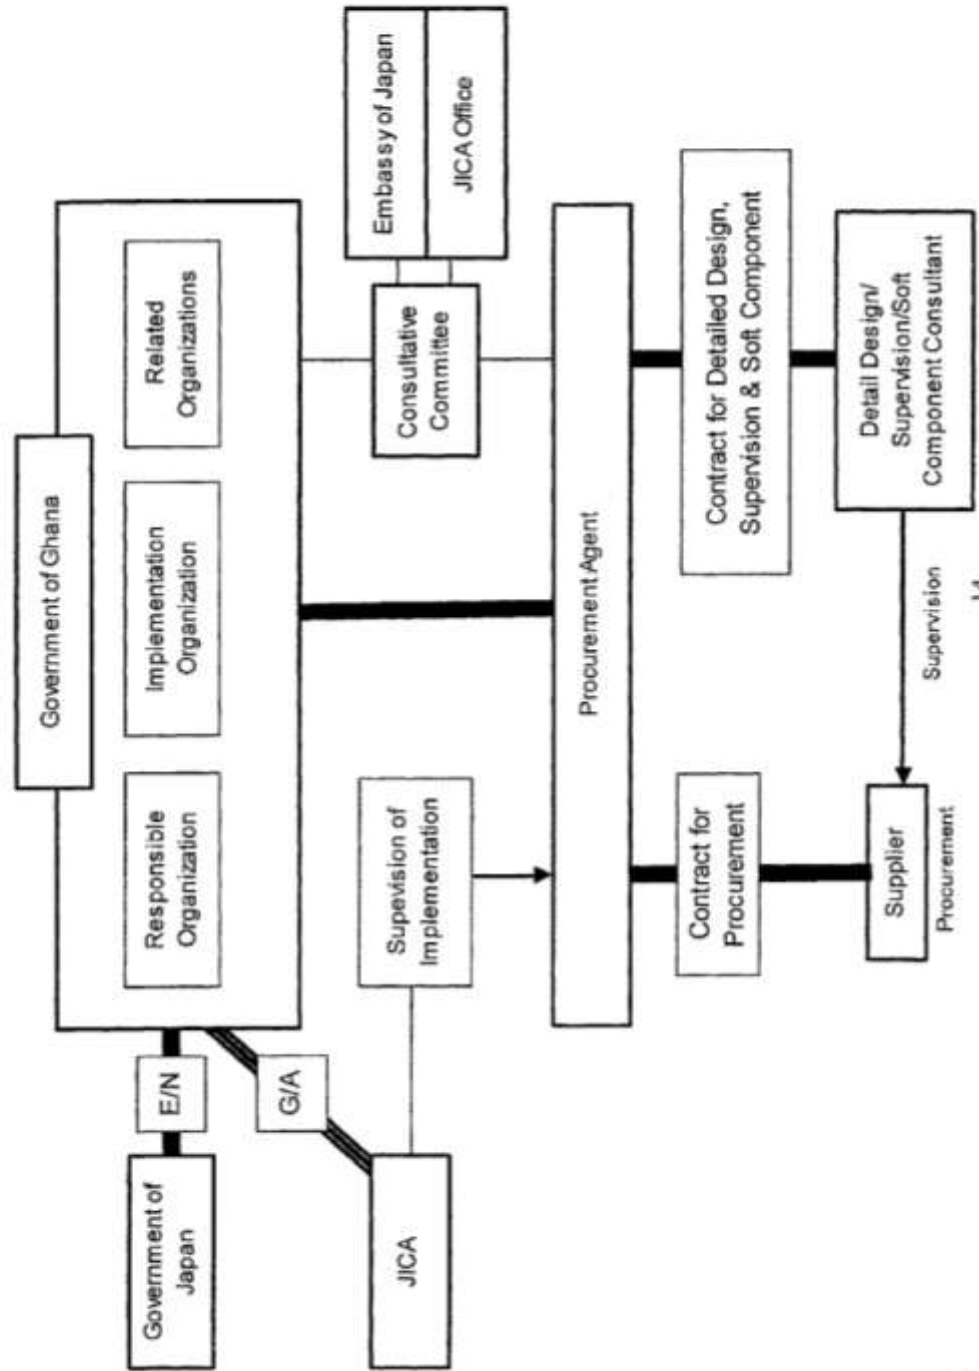 Government of Ghana
Responsible
Organization
Implementation
Organization
Related
Organizations
Government of
Japan
E/N
G/A
JICA
Supevision of
Implementation
Consultative
Committee
Embassy of Japan
JICA Office
Procurement Agent
Contract for
Procurement
Contract for Detailed Design,
Supervision & Soft Component
Supplier
Procurement
Supervision
Detail Design/
Supervision/Soft
Component Consultant